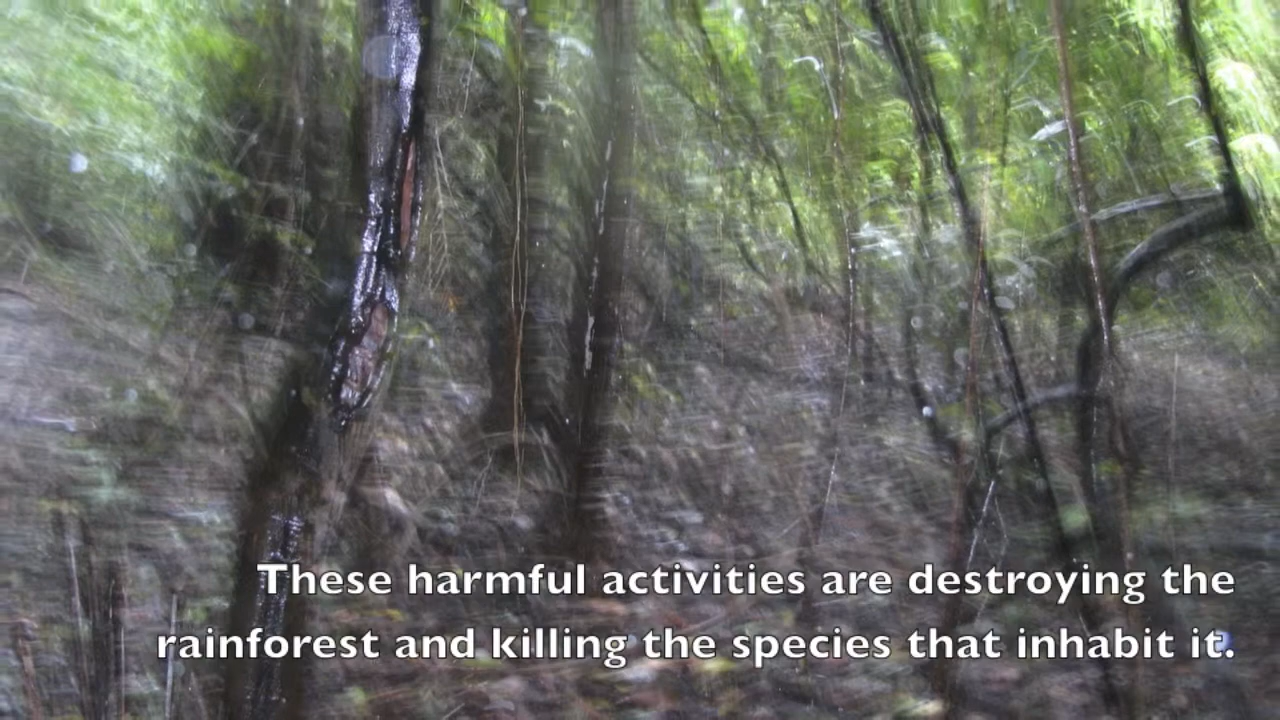 These harmful activities are destroying the
rainforest and killing the species that inhabit it.